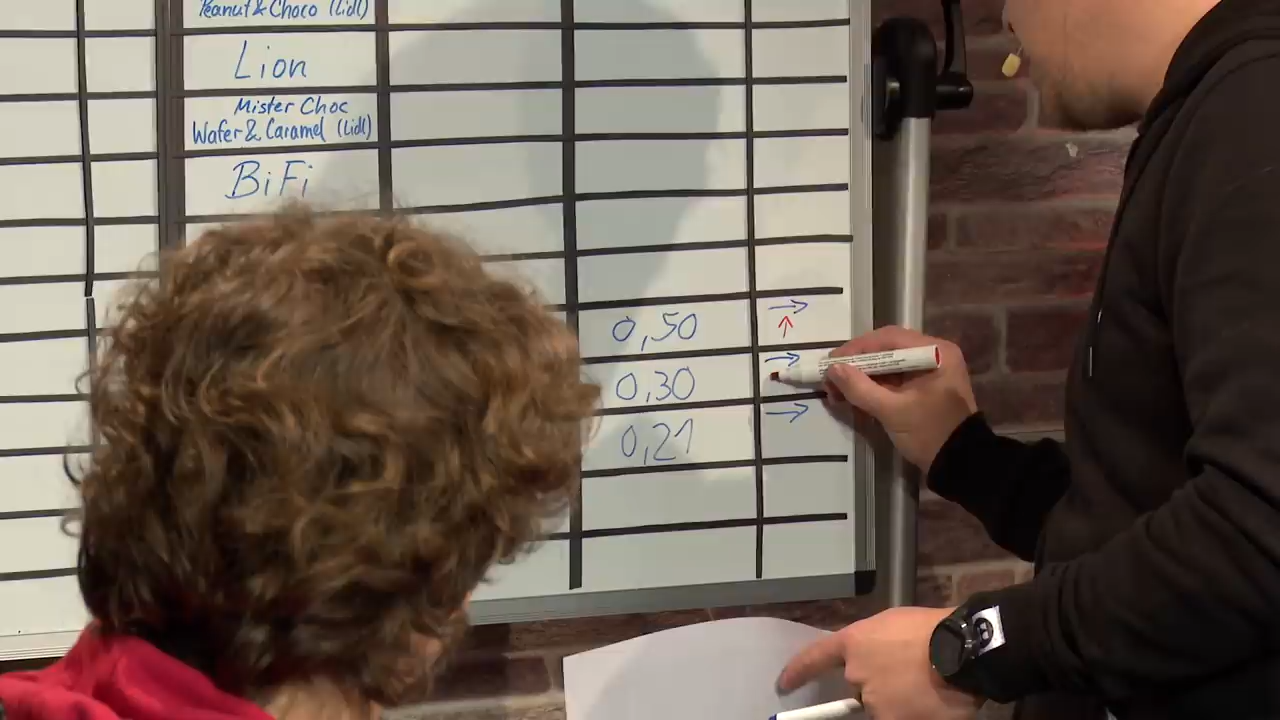 Peanut & Choco (Lidl)
Lion
Mister Choc
Wafer & Caramel (Lidl)
BiFi
0,50 → ↑
0,30 →
0,21 →